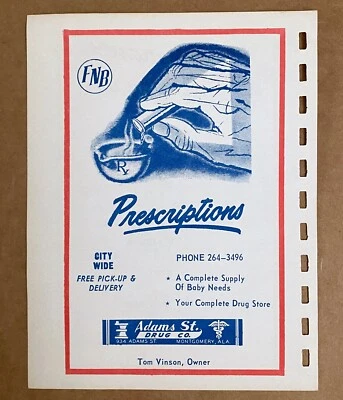 FNB
Rx
Prescriptions
CITY
WIDE
FREE PICK-UP &
DELIVERY
PHONE 264-3496
* A Complete Supply
Of Baby Needs
* Your Complete Drug Store
Adams St.
DRUG CO.
934 ADAMS ST. MONTGOMERY, ALA
Tom Vinson, Owner